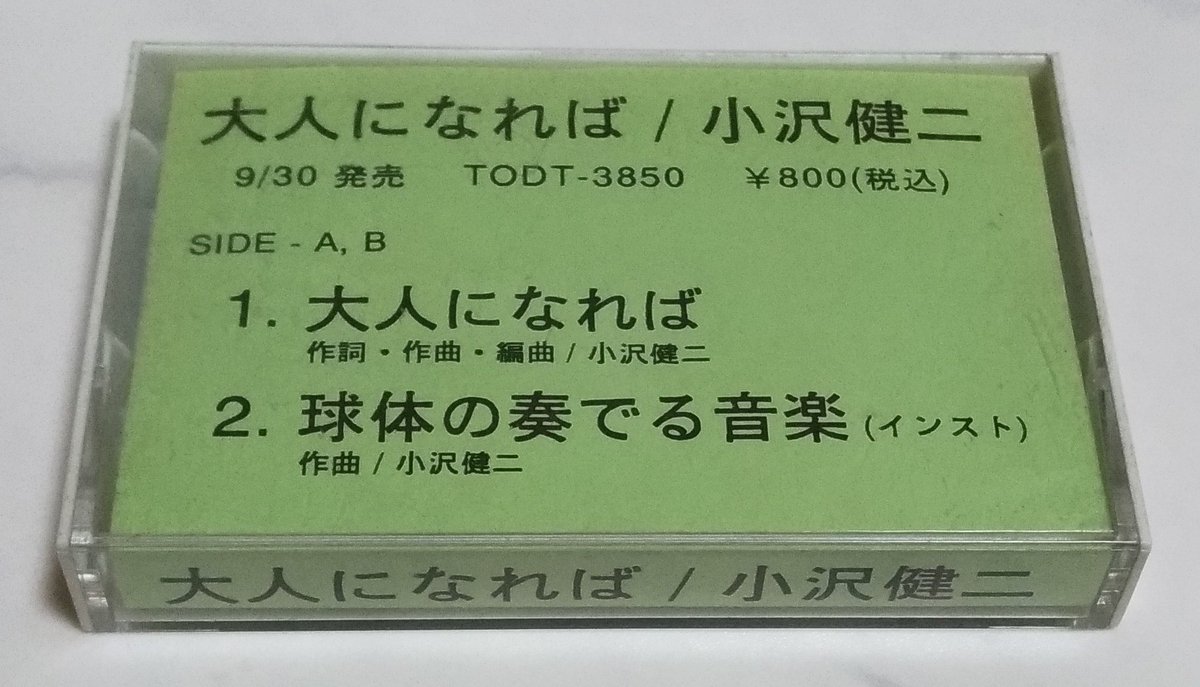 大人になれば / 小沢健二
9/30 発売 TODT-3850 ¥800(税込)
SIDE - A, B
1. 大人になれば
作詞・作曲・編曲 / 小沢健二
2. 球体の奏でる音楽 (インスト)
作曲 / 小沢健二
大人になれば / 小沢健二